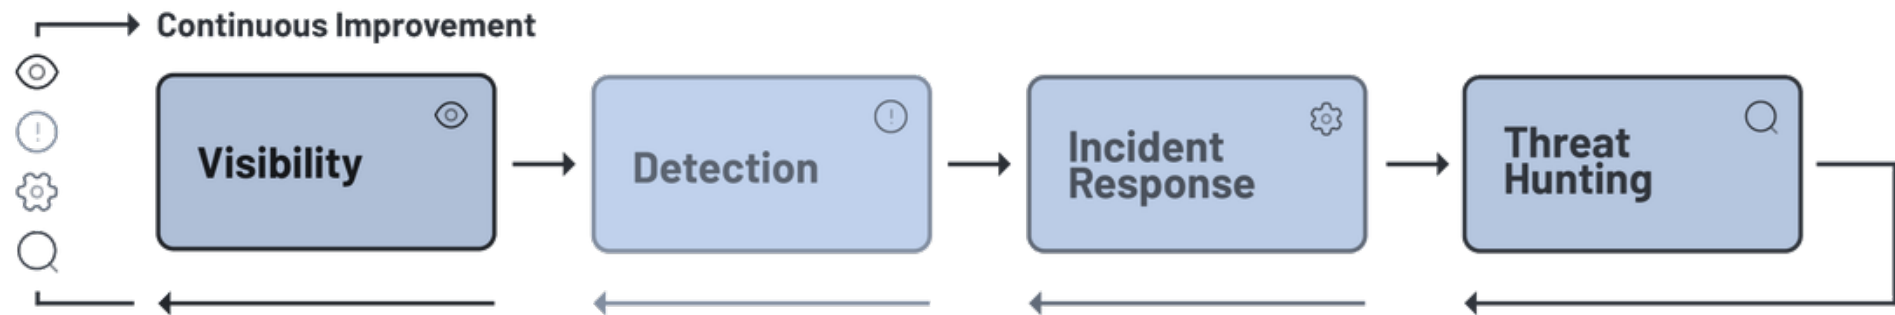 Continuous Improvement
Visibility
Detection
Incident
Response
Threat
Hunting